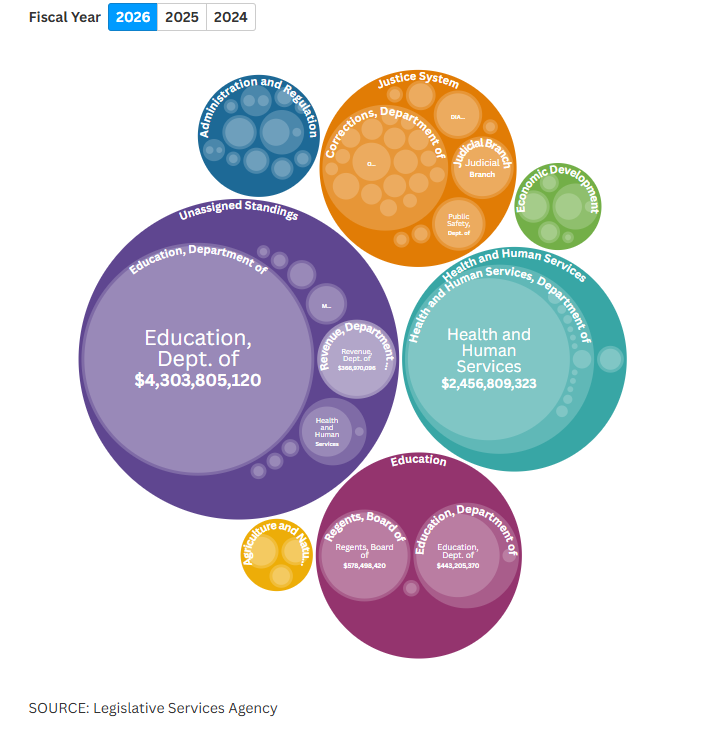 Fiscal Year 2026 2025 2024
Administration and Regulation
Justice System
Corrections, Department of
O...
DIA...
Judicial Branch
Judicial
Branch
Public
Safety,
Dept. of
Economic Development
Unassigned Standings
Education, Department of
Education,
Dept. of
$4,303,805,120
M...
Revenue, Department...
Revenue,
Dept. of
Health
and
Human
Services
Health and Human Services
Health and Human Services, Department of
Health and
Human
Services
$2,456,809,323
Education
Regents, Board of
Regents, Board
of
$578,498,420
Education, Department of
Education,
Dept. of
$443,205,370
Agriculture and Natu...
SOURCE: Legislative Services Agency